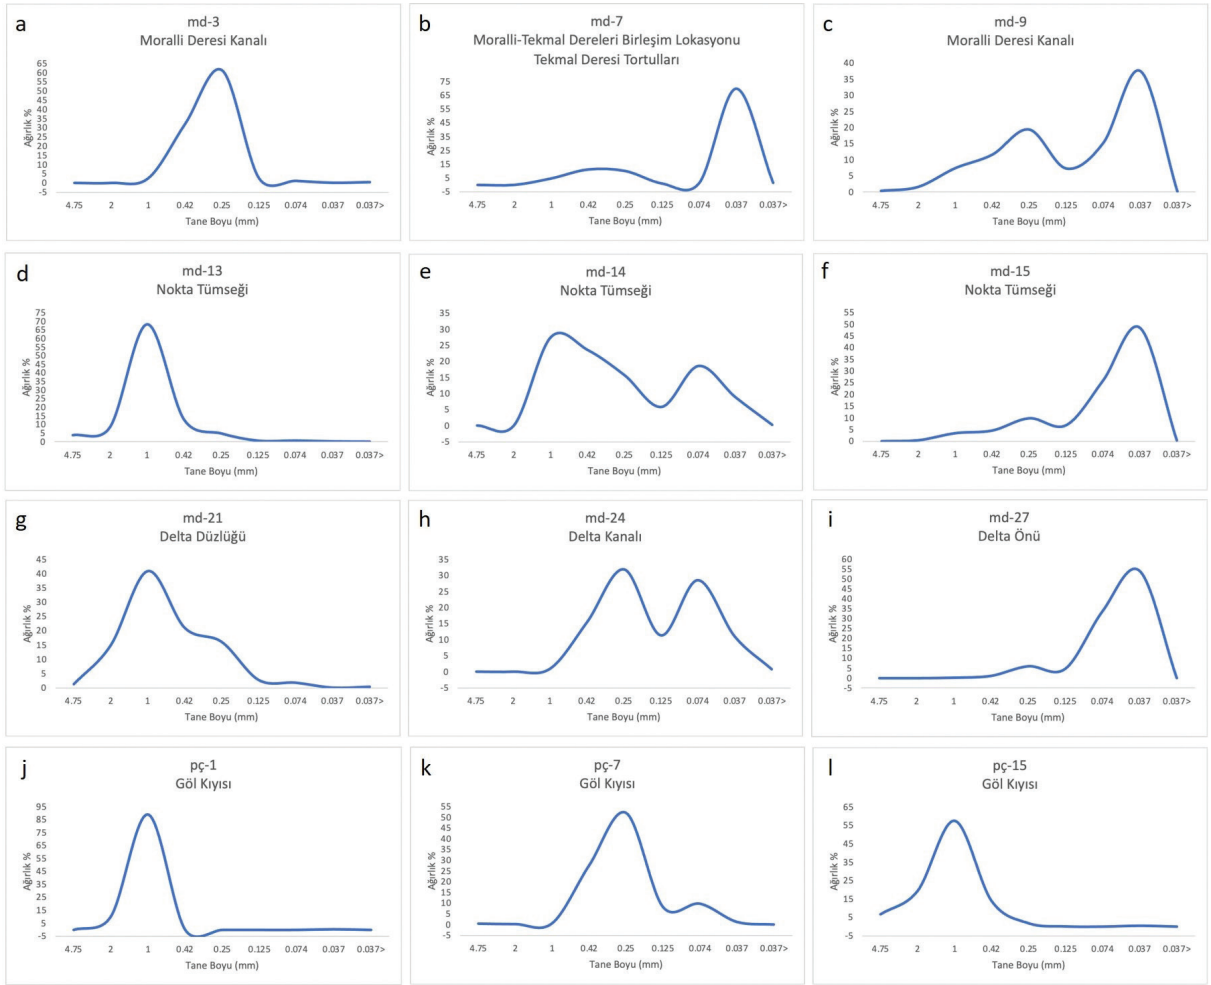 a
md-3
Moralli Deresi Kanalı
65
60
55
50
45
40
35
30
25
20
15
10
5
0
-5
Ağırlık %
4.75 2 1 0.42 0.25 0.125 0.074 0.037 0.037>
Tane Boyu (mm)
b
md-7
Moralli-Tekmal Dereleri Birleşim Lokasyonu
Tekmal Deresi Tortulları
75
65
55
45
35
25
15
5
-5
Ağırlık %
4.75 2 1 0.42 0.25 0.125 0.074 0.037 0.037>
Tane Boyu (mm)
c
md-9
Moralli Deresi Kanalı
40
35
30
25
20
15
10
5
0
Ağırlık %
4.75 2 1 0.42 0.25 0.125 0.074 0.037 0.037>
Tane Boyu (mm)
d
md-13
Nokta Tümseği
75
70
65
60
55
50
45
40
35
30
25
20
15
10
5
0
Ağırlık %
4.75 2 1 0.42 0.25 0.125 0.074 0.037 0.037>
Tane Boyu (mm)
e
md-14
Nokta Tümseği
35
30
25
20
15
10
5
0
-5
Ağırlık %
4.75 2 1 0.42 0.25 0.125 0.074 0.037 0.037>
Tane Boyu (mm)
f
md-15
Nokta Tümseği
55
50
45
40
35
30
25
20
15
10
5
0
Ağırlık %
4.75 2 1 0.42 0.25 0.125 0.074 0.037 0.037>
Tane Boyu (mm)
g
md-21
Delta Düzlüğü
45
40
35
30
25
20
15
10
5
0
Ağırlık %
4.75 2 1 0.42 0.25 0.125 0.074 0.037 0.037>
Tane Boyu (mm)
h
md-24
Delta Kanalı
35
30
25
20
15
10
5
0
-5
Ağırlık %
4.75 2 1 0.42 0.25 0.125 0.074 0.037 0.037>
Tane Boyu (mm)
i
md-27
Delta Önü
60
55
50
45
40
35
30
25
20
15
10
5
0
-5
Ağırlık %
4.75 2 1 0.42 0.25 0.125 0.074 0.037 0.037>
Tane Boyu (mm)
j
pç-1
Göl Kıyısı
95
85
75
65
55
45
35
25
15
5
-5
Ağırlık %
4.75 2 1 0.42 0.25 0.125 0.074 0.037 0.037>
Tane Boyu (mm)
k
pç-7
Göl Kıyısı
55
50
45
40
35
30
25
20
15
10
5
0
-5
Ağırlık %
4.75 2 1 0.42 0.25 0.125 0.074 0.037 0.037>
Tane Boyu (mm)
l
pç-15
Göl Kıyısı
65
55
45
35
25
15
5
-5
Ağırlık %
4.75 2 1 0.42 0.25 0.125 0.074 0.037 0.037>
Tane Boyu (mm)